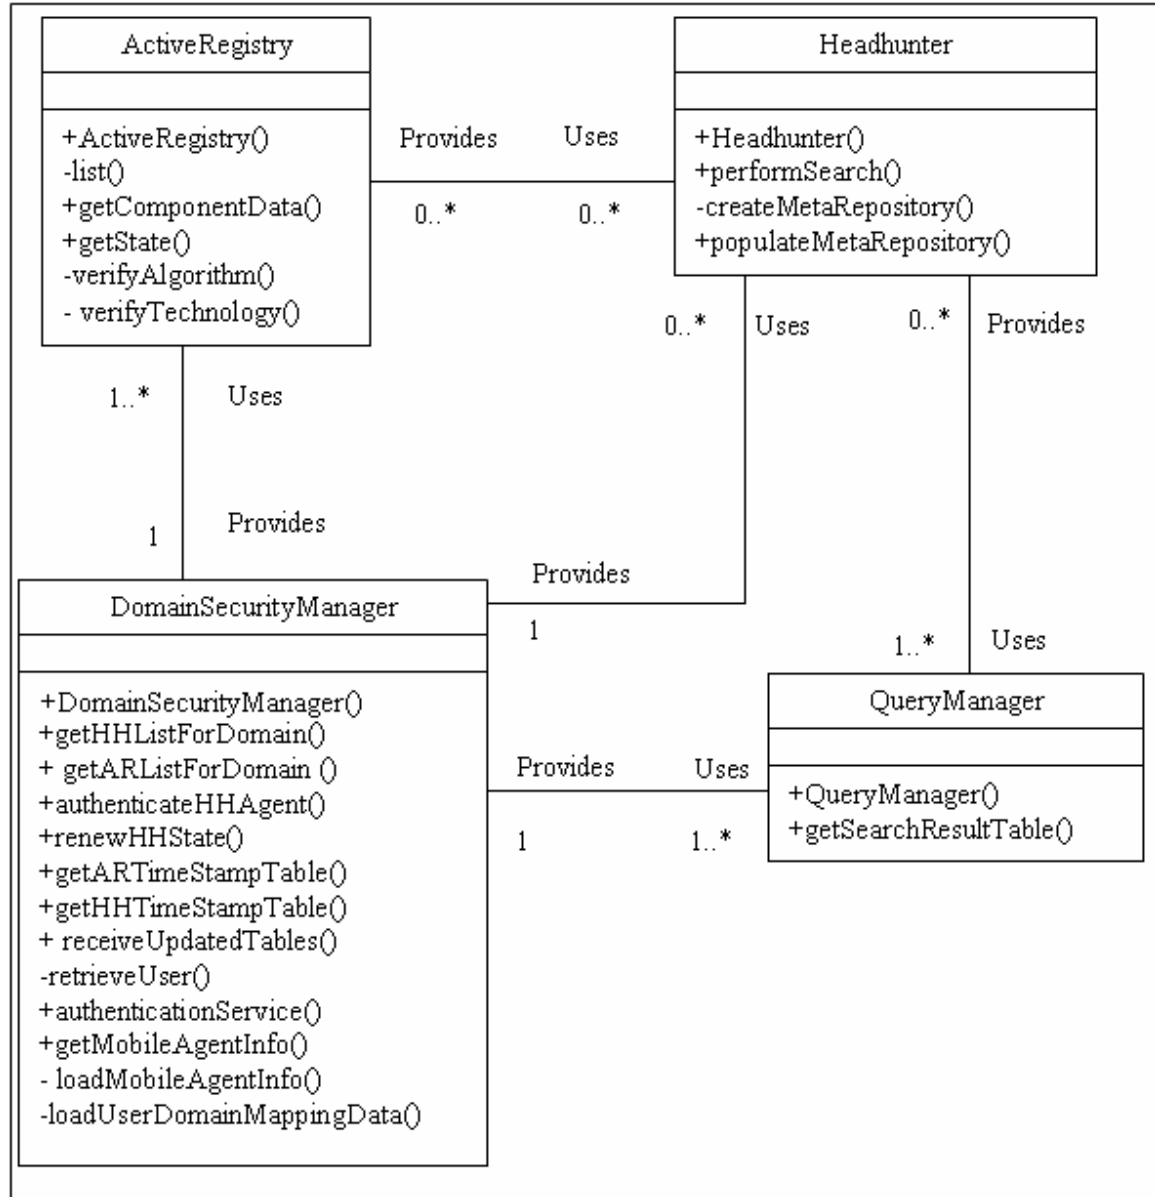 ActiveRegistry
+ActiveRegistry()
-list()
+getComponentData()
+getState()
-verifyAlgorithm()
- verifyTechnology()
Provides Uses
0..* 0..*
Headhunter
+Headhunter()
+performSearch()
-createMetaRepository()
+populateMetaRepository()
0..* Uses
0..* Provides
1..* Uses
1 Provides
Provides
1
1..* Uses
DomainSecurityManager
+DomainSecurityManager()
+getHHListForDomain()
+ getARListForDomain ()
+authenticateHHAgent()
+renewHHState()
+getARTimeStampTable()
+getHHTimeStampTable()
+ receiveUpdatedTables()
-retrieveUser()
+authenticationService()
+getMobileAgentInfo()
- loadMobileAgentInfo()
-loadUserDomainMappingData()
Provides Uses
1 1..*
QueryManager
+QueryManager()
+getSearchResultTable()